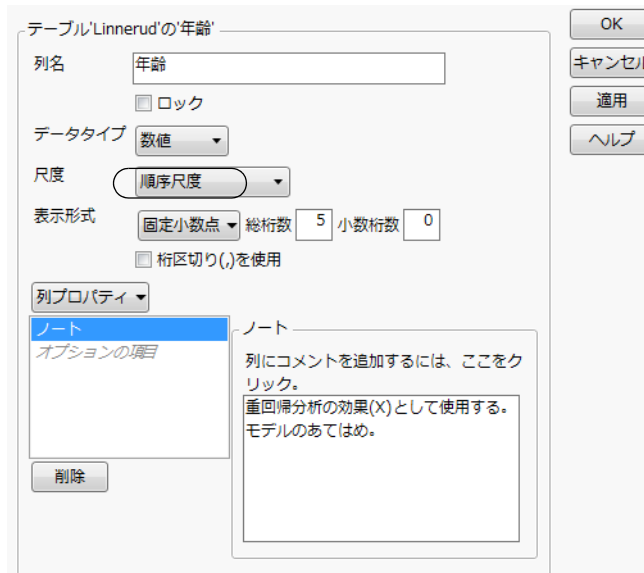 テーブル'Linnerud'の'年齢'
OK
列名
年齢
キャンセル
ロック
適用
データタイプ
数値
ヘルプ
尺度
順序尺度
表示形式
固定小数点
総桁数
5
小数桁数
0
桁区切り(,)を使用
列プロパティ
ノート
オプションの項目
ノート
列にコメントを追加するには、ここをク
リック。
重回帰分析の効果(X)として使用する。
モデルのあてはめ。
削除